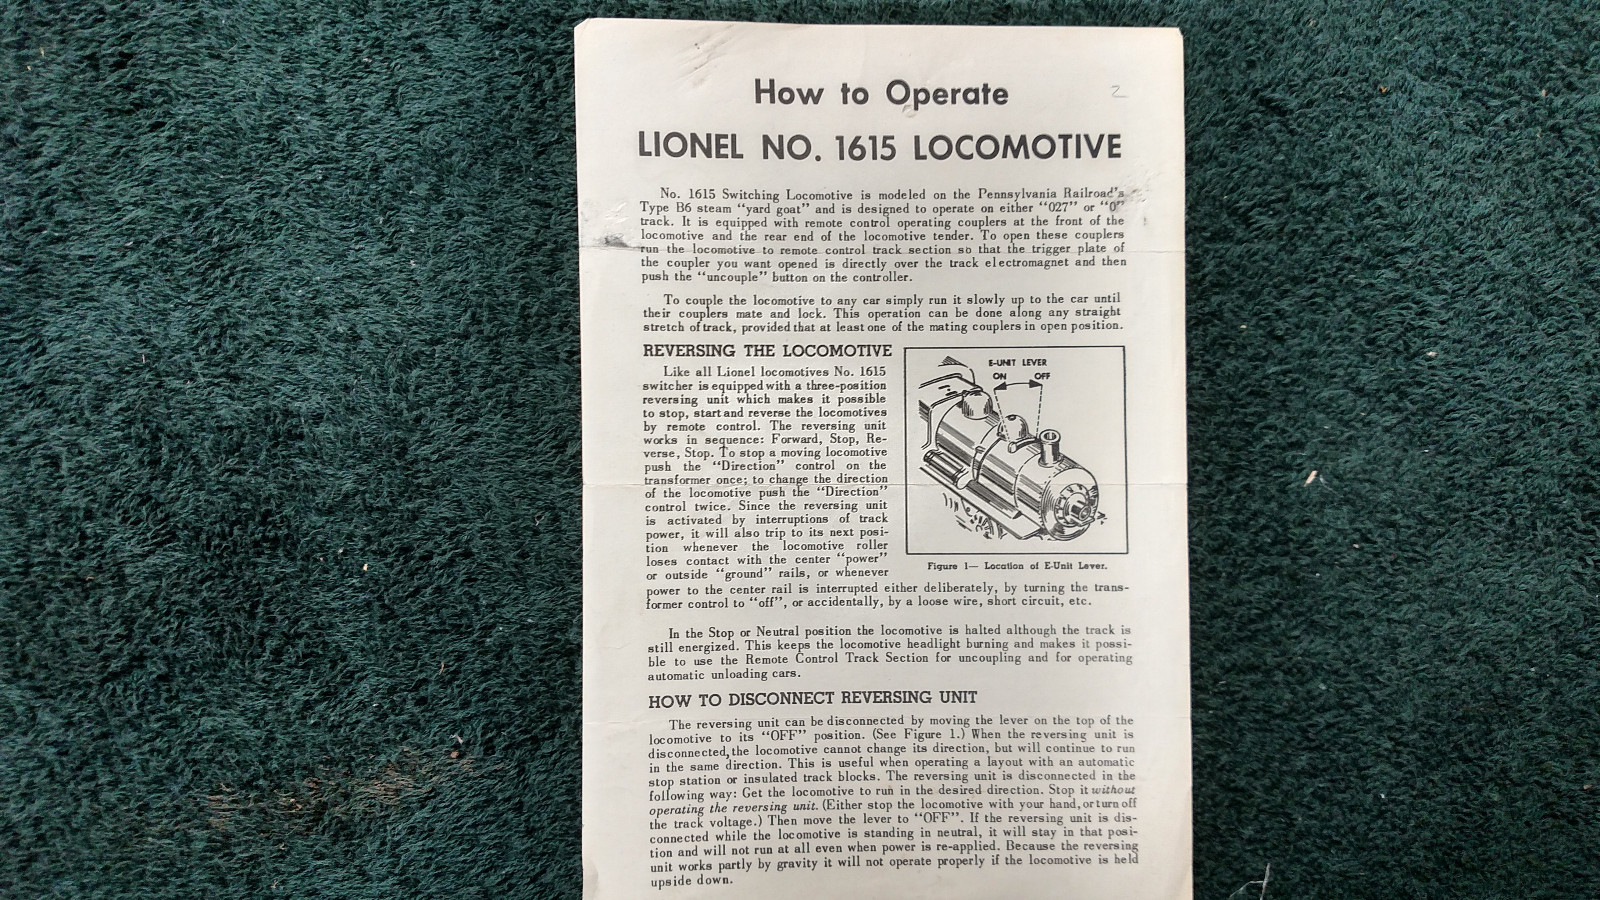 How to Operate
2
LIONEL NO. 1615 LOCOMOTIVE
No. 1615 Switching Locomotive is modeled on the Pennsylvania Railroad's
Type B6 steam "yard goat" and is designed to operate on either "027" or "0"
track. It is equipped with remote control operating couplers at the front of the
locomotive and the rear end of the locomotive tender. To open these couplers
run the locomotive to remote control track section so that the trigger plate of
the coupler you want opened is directly over the track electromagnet and then
push the "uncouple" button on the controller.
To couple the locomotive to any car simply run it slowly up to the car until
their couplers mate and lock. This operation can be done along any straight
stretch of track, provided that at least one of the mating couplers in open position.
REVERSING THE LOCOMOTIVE
Like all Lionel locomotives No. 1615
switcher is equipped with a three-position
reversing unit which makes it possible
to stop, start and reverse the locomotives
by remote control. The reversing unit
works in sequence: Forward, Stop, Re-
verse, Stop. To stop a moving locomotive
push the "Direction" control on the
transformer once; to change the direction
of the locomotive push the "Direction"
control twice. Since the reversing unit
is activated by interruptions of track
power, it will also trip to its next posi-
tion whenever the locomotive roller
loses contact with the center "power"
or outside "ground" rails, or whenever
power to the center rail is interrupted either deliberately, by turning the trans-
former control to "off", or accidentally, by a loose wire, short circuit, etc.
E-UNIT LEVER
ON OFF
Figure 1— Location of E-Unit Lever.
In the Stop or Neutral position the locomotive is halted although the track is
still energized. This keeps the locomotive headlight burning and makes it possi-
ble to use the Remote Control Track Section for uncoupling and for operating
automatic unloading cars.
HOW TO DISCONNECT REVERSING UNIT
The reversing unit can be disconnected by moving the lever on the top of the
locomotive to its "OFF" position. (See Figure 1.) When the reversing unit is
disconnected, the locomotive cannot change its direction, but will continue to run
in the same direction. This is useful when operating a layout with an automatic
stop station or insulated track blocks. The reversing unit is disconnected in the
following way: Get the locomotive to run in the desired direction. Stop it without
operating the reversing unit. (Either stop the locomotive with your hand, or turn off
the track voltage.) Then move the lever to "OFF". If the reversing unit is dis-
connected while the locomotive is standing in neutral, it will stay in that posi-
tion and will not run at all even when power is re-applied. Because the reversing
unit works partly by gravity it will not operate properly if the locomotive is held
upside down.